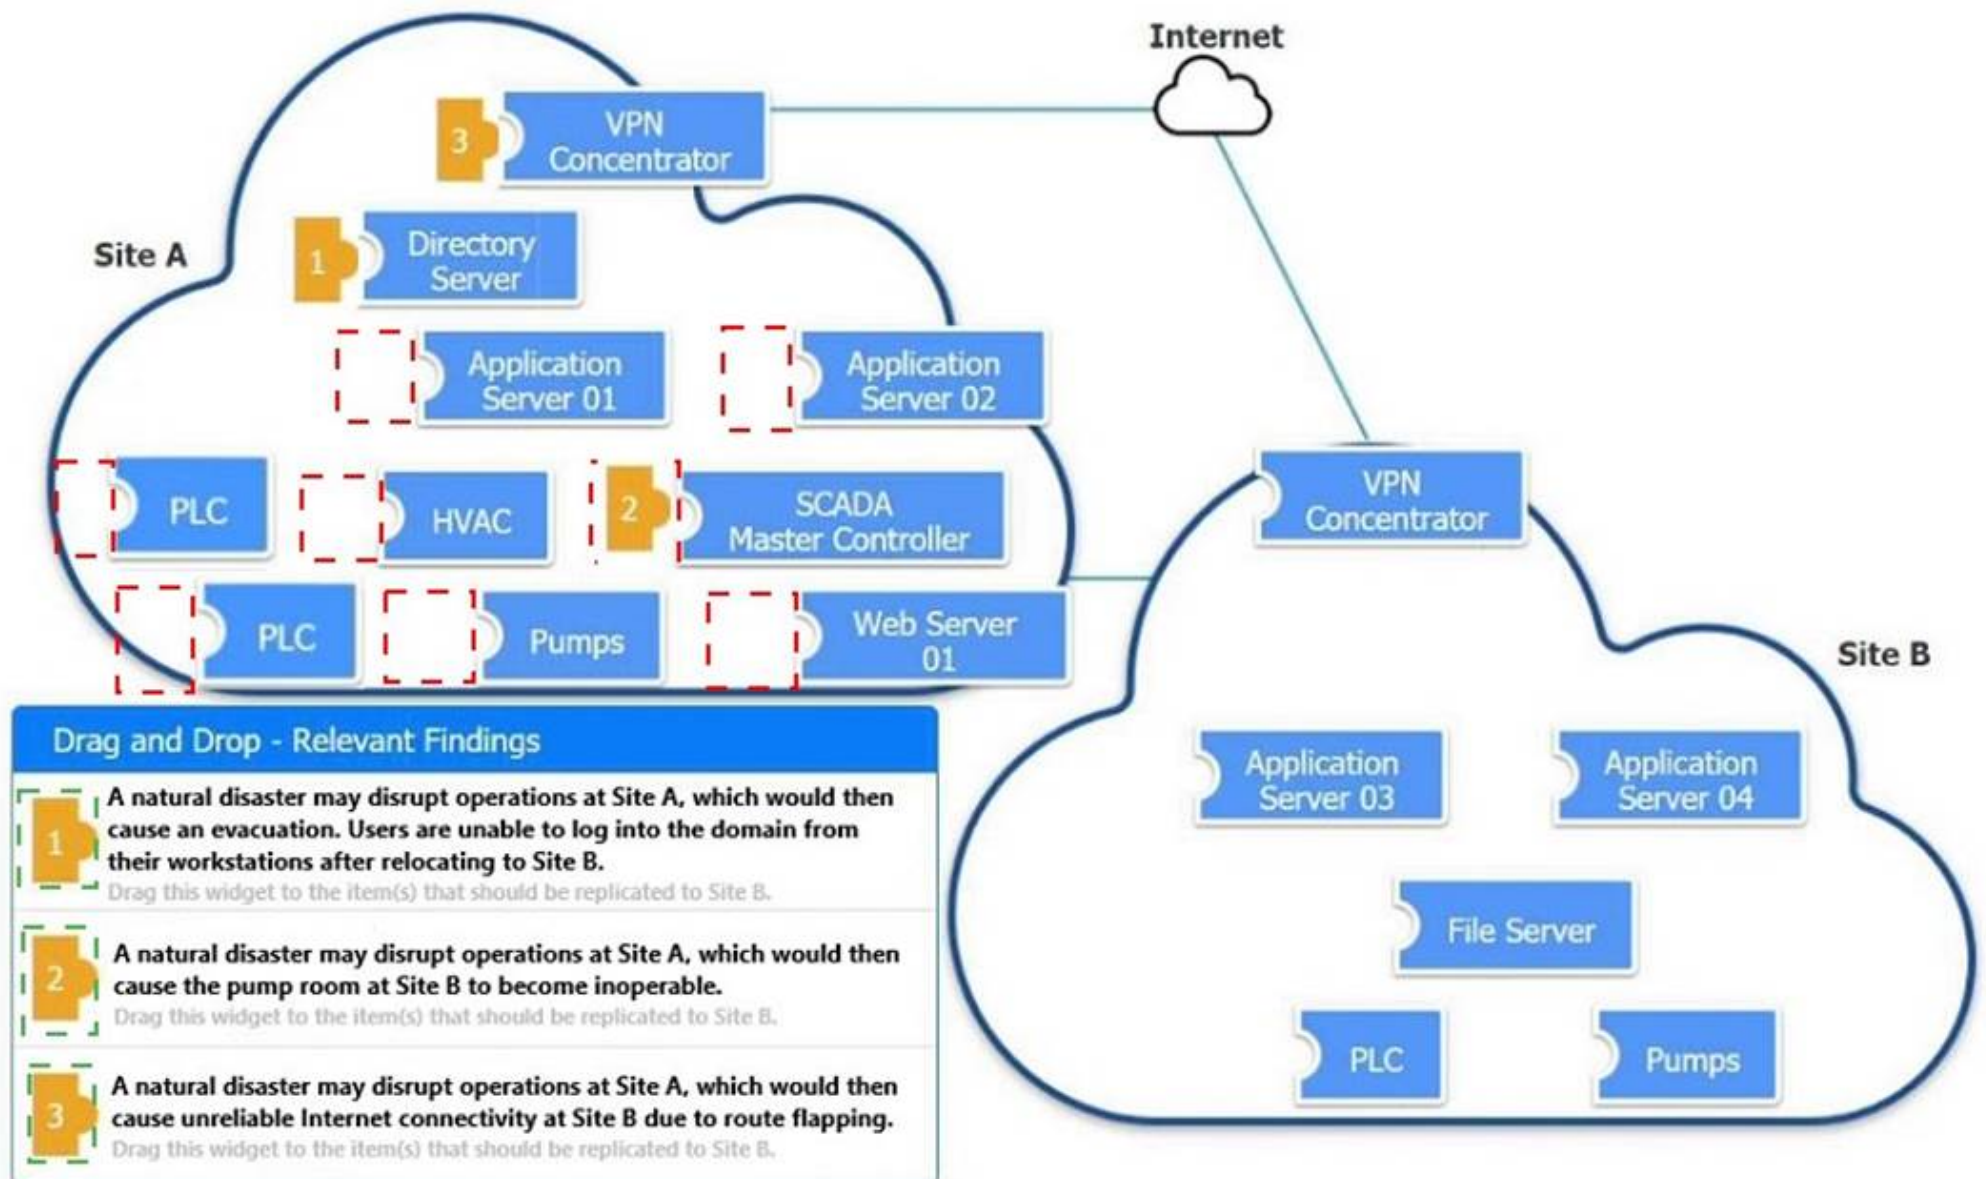 Internet
3
VPN
Concentrator
Site A
1
Directory
Server
Application
Server 01
Application
Server 02
PLC
HVAC
2
SCADA
Master Controller
VPN
Concentrator
PLC
Pumps
Web Server
01
Site B
Drag and Drop - Relevant Findings
1
A natural disaster may disrupt operations at Site A, which would then
cause an evacuation. Users are unable to log into the domain from
their workstations after relocating to Site B.
Drag this widget to the item(s) that should be replicated to Site B.
2
A natural disaster may disrupt operations at Site A, which would then
cause the pump room at Site B to become inoperable.
Drag this widget to the item(s) that should be replicated to Site B.
3
A natural disaster may disrupt operations at Site A, which would then
cause unreliable Internet connectivity at Site B due to route flapping.
Drag this widget to the item(s) that should be replicated to Site B.
Application
Server 03
Application
Server 04
File Server
PLC
Pumps